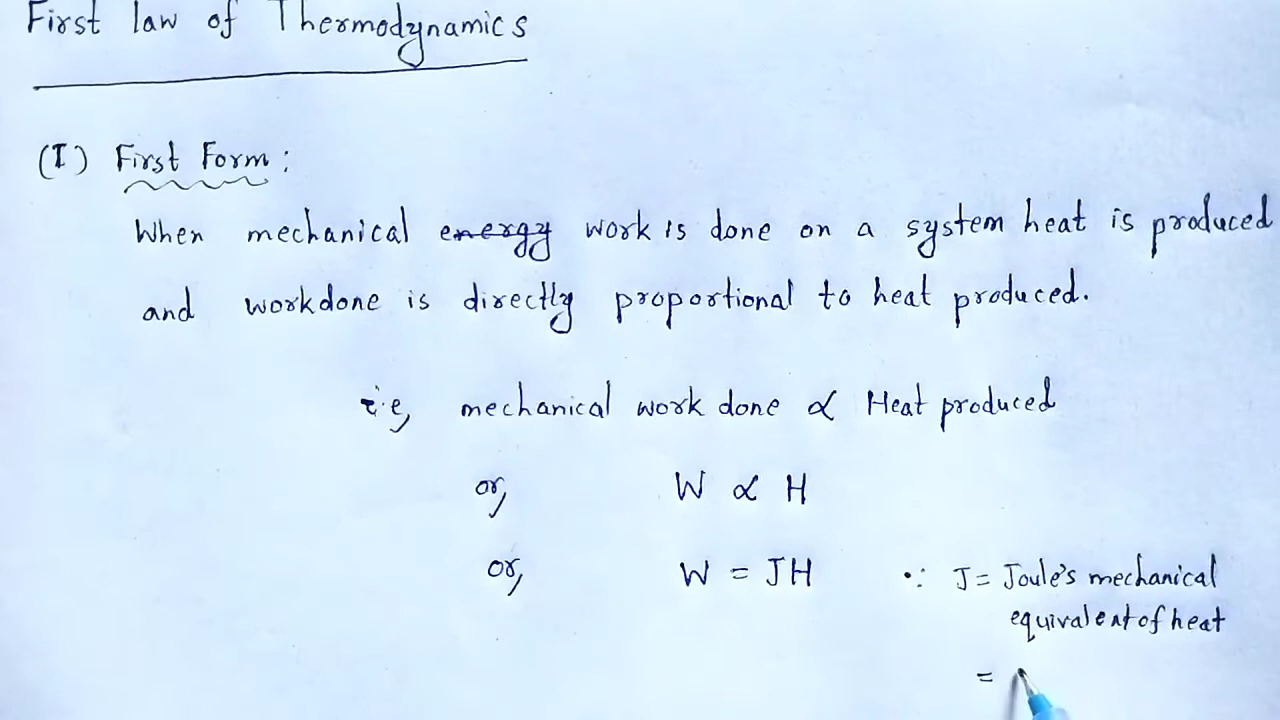 First law of Thermodynamics
(I) First Form :
When mechanical energy work is done on a system heat is produced
and workdone is directly proportional to heat produced.
i.e, mechanical work done ∝ Heat produced
or, W ∝ H
or, W = JH ∵ J = Joule's mechanical
equivalent of heat
=